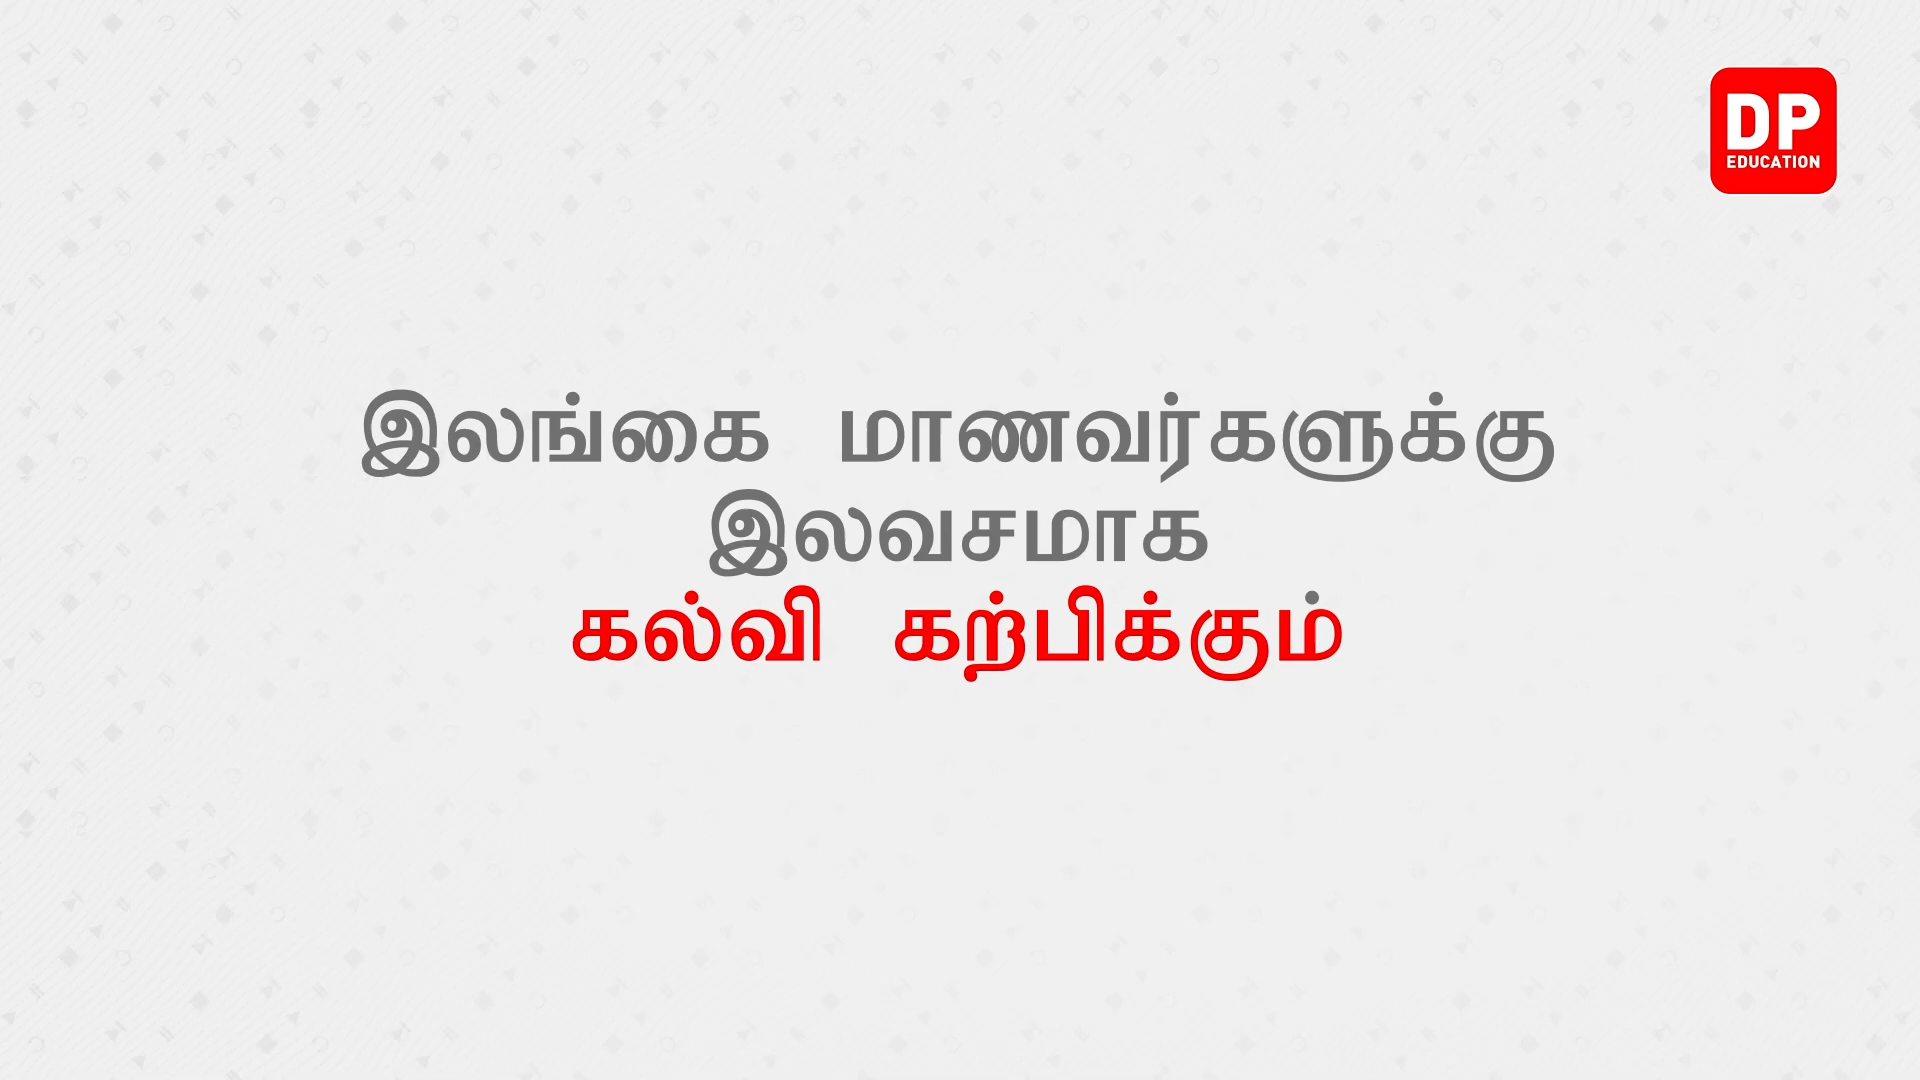 DP
EDUCATION
இலங்கை மாணவர்களுக்கு
இலவசமாக
கல்வி கற்பிக்கும்